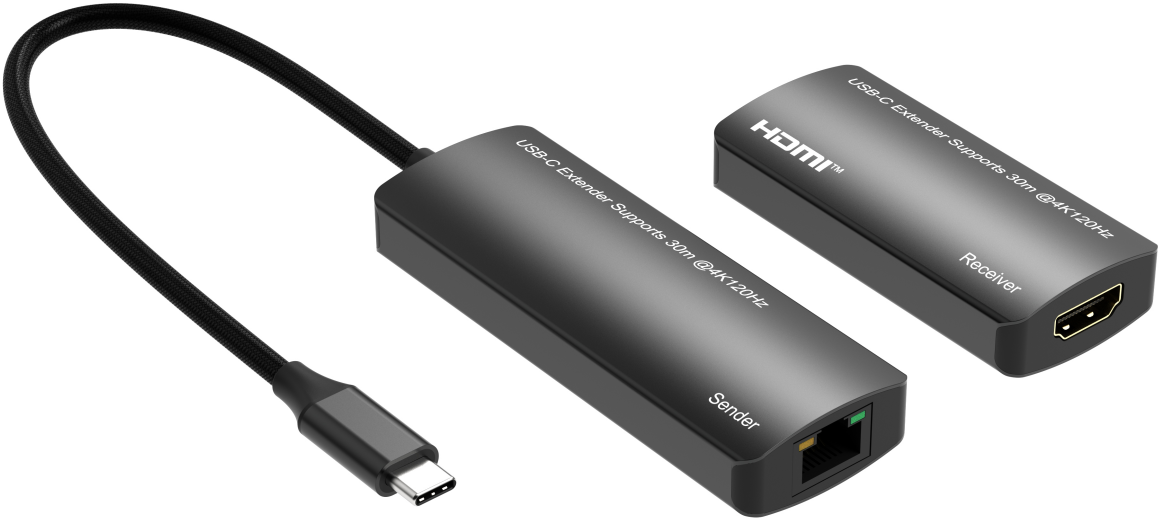 USB-C Extender Supports 30m @4K120Hz
Sender
USB-C Extender Supports 30m @4K120Hz
HDMI™
Receiver